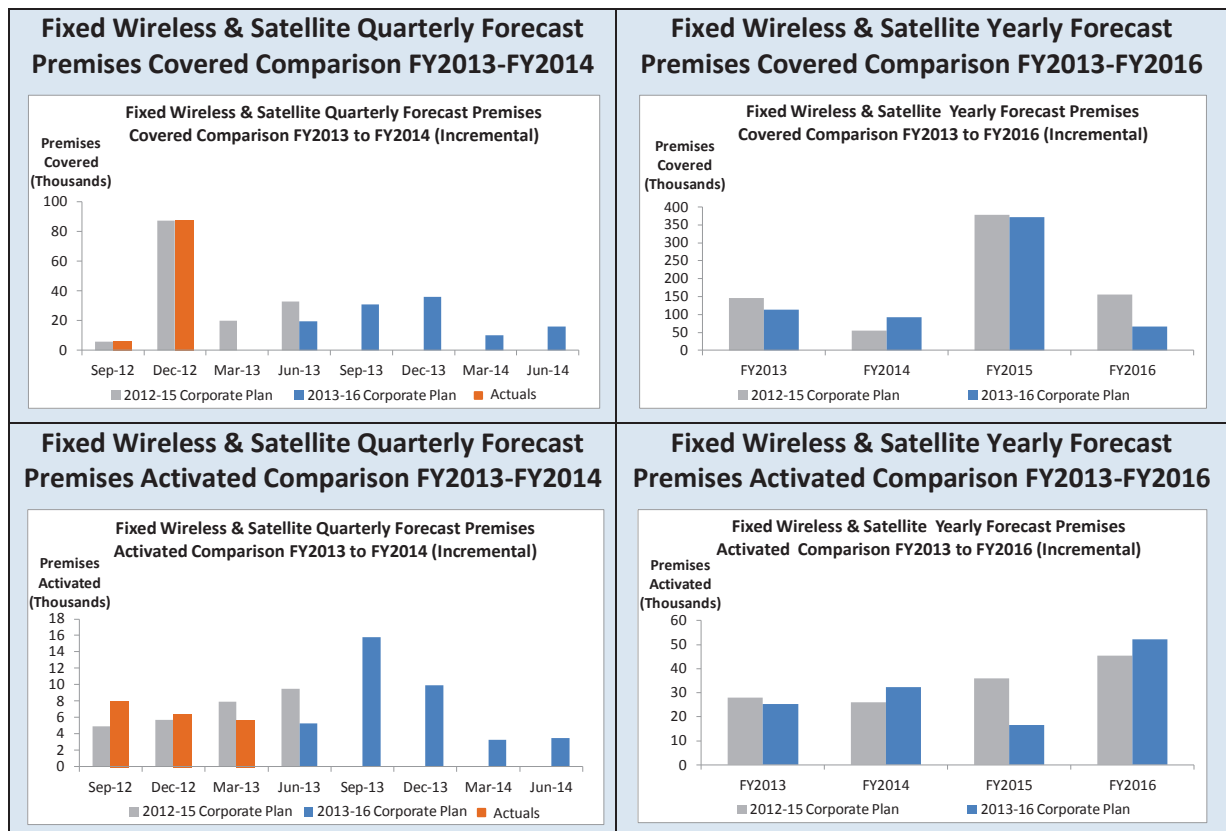 Fixed Wireless & Satellite Quarterly Forecast
Premises Covered Comparison FY2013-FY2014
Fixed Wireless & Satellite Quarterly Forecast Premises
Covered Comparison FY2013 to FY2014 (Incremental)
Premises
Covered
(Thousands)
100
80
60
40
20
0
Sep-12 Dec-12 Mar-13 Jun-13 Sep-13 Dec-13 Mar-14 Jun-14
2012-15 Corporate Plan 2013-16 Corporate Plan Actuals
Fixed Wireless & Satellite Yearly Forecast
Premises Covered Comparison FY2013-FY2016
Fixed Wireless & Satellite Yearly Forecast Premises
Covered Comparison FY2013 to FY2016 (Incremental)
Premises
Covered
(Thousands)
400
350
300
250
200
150
100
50
0
FY2013 FY2014 FY2015 FY2016
2012-15 Corporate Plan 2013-16 Corporate Plan
Fixed Wireless & Satellite Quarterly Forecast
Premises Activated Comparison FY2013-FY2014
Fixed Wireless & Satellite Quarterly Forecast Premises
Activated Comparison FY2013 to FY2014 (Incremental)
Premises
Activated
(Thousands)
18
16
14
12
10
8
6
4
2
0
Sep-12 Dec-12 Mar-13 Jun-13 Sep-13 Dec-13 Mar-14 Jun-14
2012-15 Corporate Plan 2013-16 Corporate Plan Actuals
Fixed Wireless & Satellite Yearly Forecast
Premises Activated Comparison FY2013-FY2016
Fixed Wireless & Satellite Yearly Forecast Premises
Activated Comparison FY2013 to FY2016 (Incremental)
Premises
Activated
(Thousands)
60
50
40
30
20
10
0
FY2013 FY2014 FY2015 FY2016
2012-15 Corporate Plan 2013-16 Corporate Plan